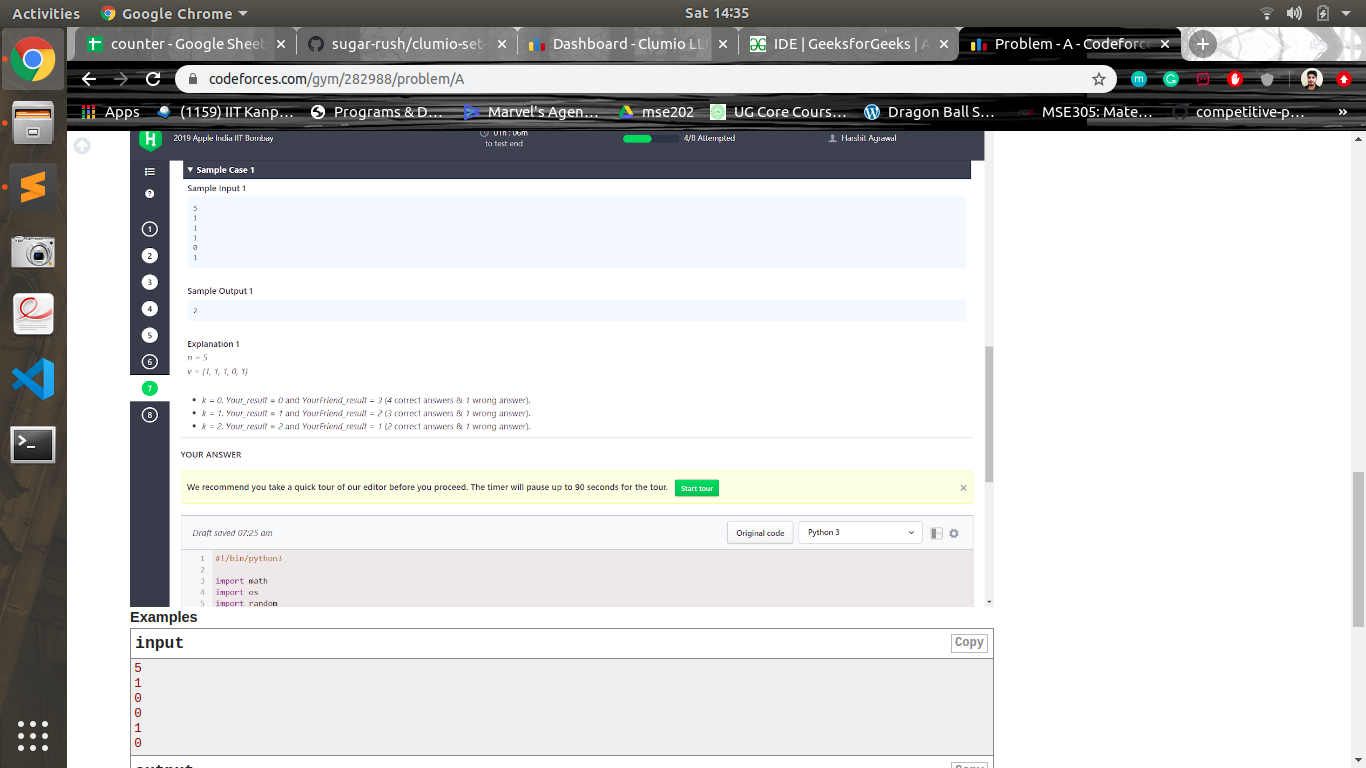 Activities Google Chrome Sat 14:35
counter - Google Sheet sugar-rush/clumio-set- Dashboard - Clumio LLP IDE | GeeksforGeeks | A Problem - A - Codeforce
codeforces.com/gym/282988/problem/A
Apps (1159) IIT Kanp... Programs & D... Marvel's Agen... mse202 UG Core Cours... Dragon Ball S... MSE305: Mate... competitive-p... »
2019 Apple India IIT Bombay 01h : 06m to test end 4/8 Attempted Harshit Agrawal
▼ Sample Case 1
Sample Input 1
5
1
1
1
0
1
Sample Output 1
2
Explanation 1
n = 5
v = {1, 1, 1, 0, 1}
• k = 0. Your_result = 0 and YourFriend_result = 3 (4 correct answers & 1 wrong answer).
• k = 1. Your_result = 1 and YourFriend_result = 2 (3 correct answers & 1 wrong answer).
• k = 2. Your_result = 2 and YourFriend_result = 1 (2 correct answers & 1 wrong answer).
1
2
3
4
5
6
7
8
YOUR ANSWER
We recommend you take a quick tour of our editor before you proceed. The timer will pause up to 90 seconds for the tour. Start tour ×
Draft saved 07:25 am Original code Python 3
1 #!/bin/python3
2
3 import math
4 import os
5 import random
Examples
input Copy
5
1
0
0
1
0
output Copy